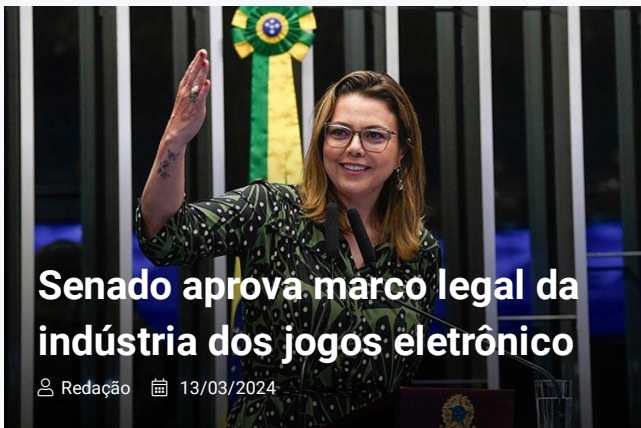 Senado aprova marco legal da
indústria dos jogos eletrônico
Redação 13/03/2024